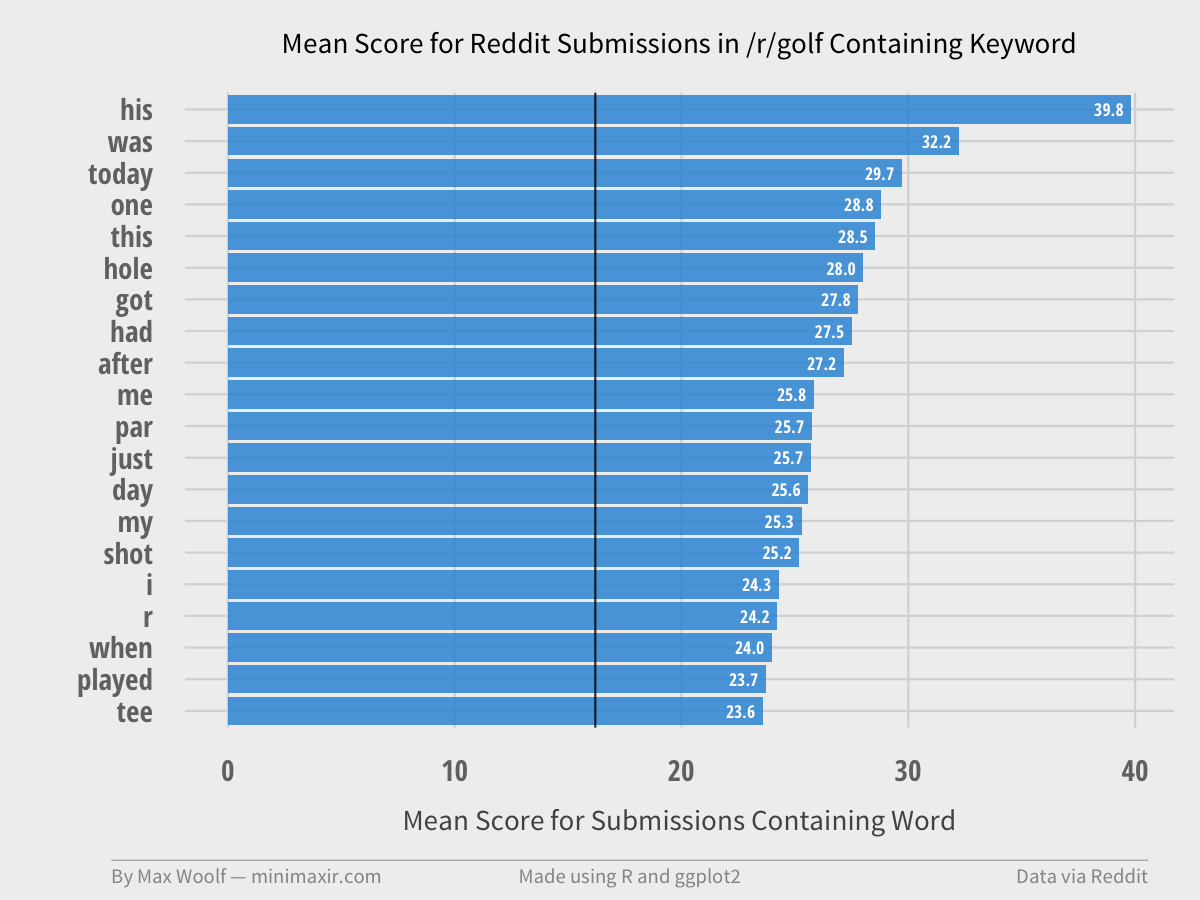 Mean Score for Reddit Submissions in /r/golf Containing Keyword
his 39.8
was 32.2
today 29.7
one 28.8
this 28.5
hole 28.0
got 27.8
had 27.5
after 27.2
me 25.8
par 25.7
just 25.7
day 25.6
my 25.3
shot 25.2
i 24.3
r 24.2
when 24.0
played 23.7
tee 23.6
0 10 20 30 40
Mean Score for Submissions Containing Word
By Max Woolf — minimaxir.com Made using R and ggplot2 Data via Reddit